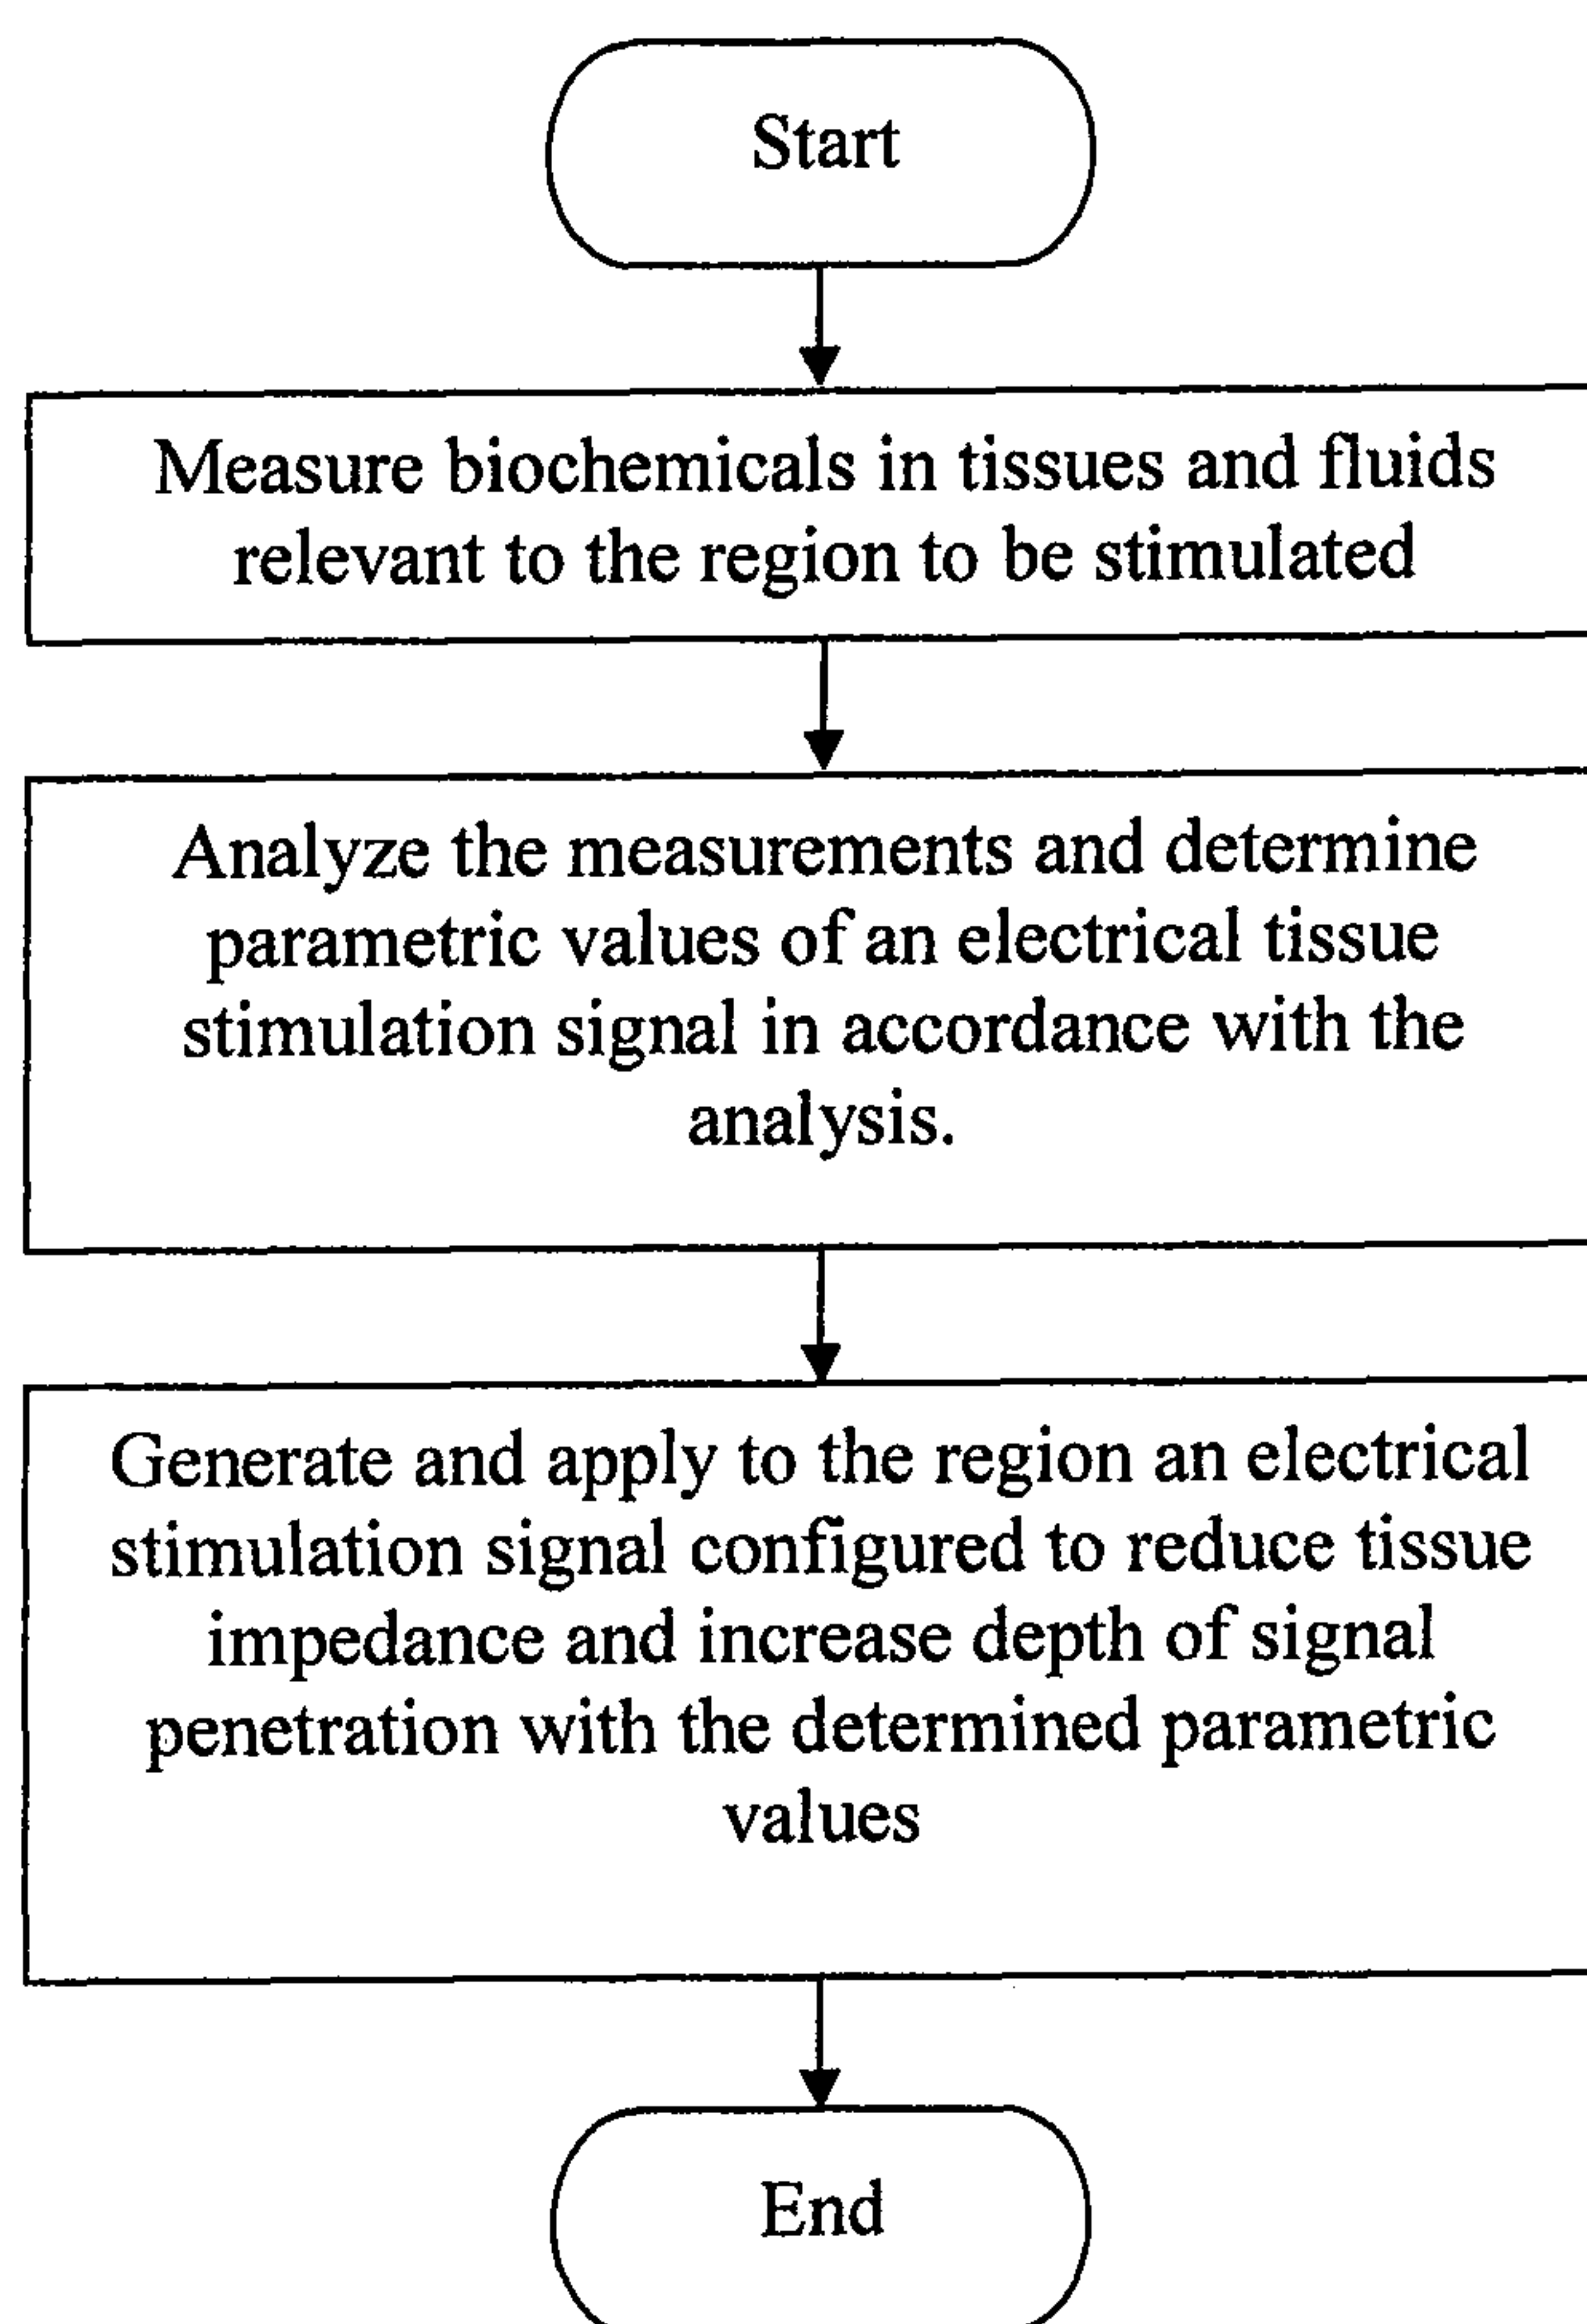 Start
Measure biochemicals in tissues and fluids
relevant to the region to be stimulated
Analyze the measurements and determine
parametric values of an electrical tissue
stimulation signal in accordance with the
analysis.
Generate and apply to the region an electrical
stimulation signal configured to reduce tissue
impedance and increase depth of signal
penetration with the determined parametric
values
End